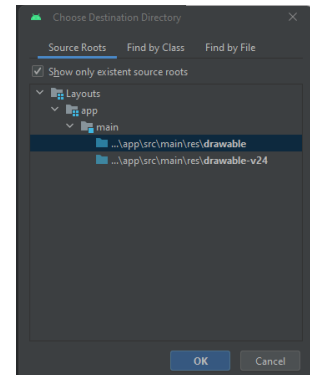 Choose Destination Directory
Source Roots Find by Class Find by File
Show only existent source roots
Layouts
app
main
...\app\src\main\res\drawable
...\app\src\main\res\drawable-v24
OK Cancel